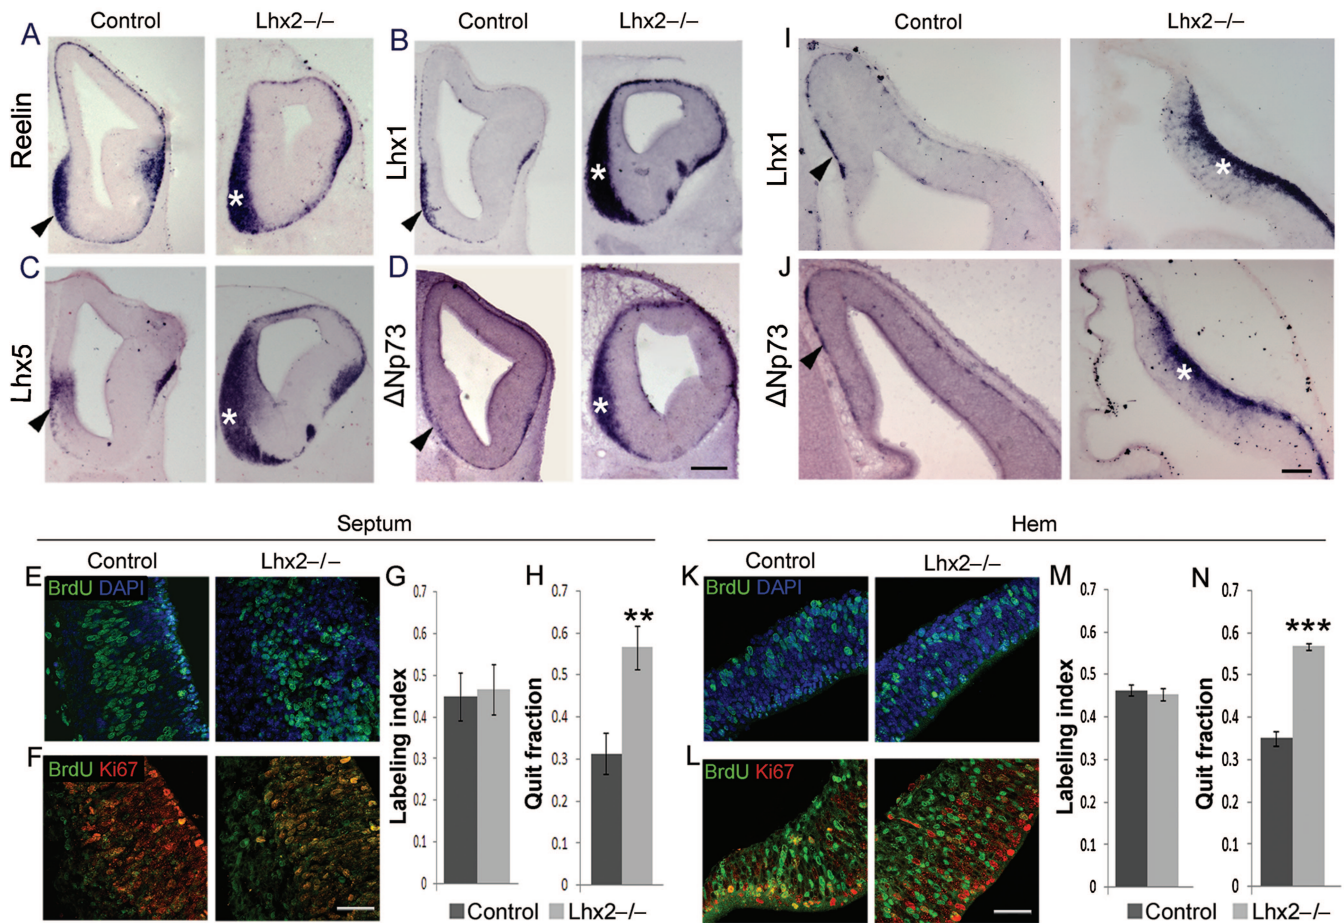 Control Lhx2−/− Control Lhx2−/−
A B I
Reelin Lhx1 Lhx1
*
*
*
C D J
Lhx5 ΔNp73 ΔNp73
*
*
*
Septum Hem
Control Lhx2−/− Control Lhx2−/−
E G H K M N
BrdU DAPI BrdU DAPI
Labeling index
0.7
0.6
0.5
0.4
0.3
0.2
0.1
0
Quit fraction
0.7
0.6
0.5
0.4
0.3
0.2
0.1
0
**
Labeling index
0.7
0.6
0.5
0.4
0.3
0.2
0.1
0
Quit fraction
0.7
0.6
0.5
0.4
0.3
0.2
0.1
0
***
F L
BrdU Ki67 BrdU Ki67
Control Lhx2−/− Control Lhx2−/−